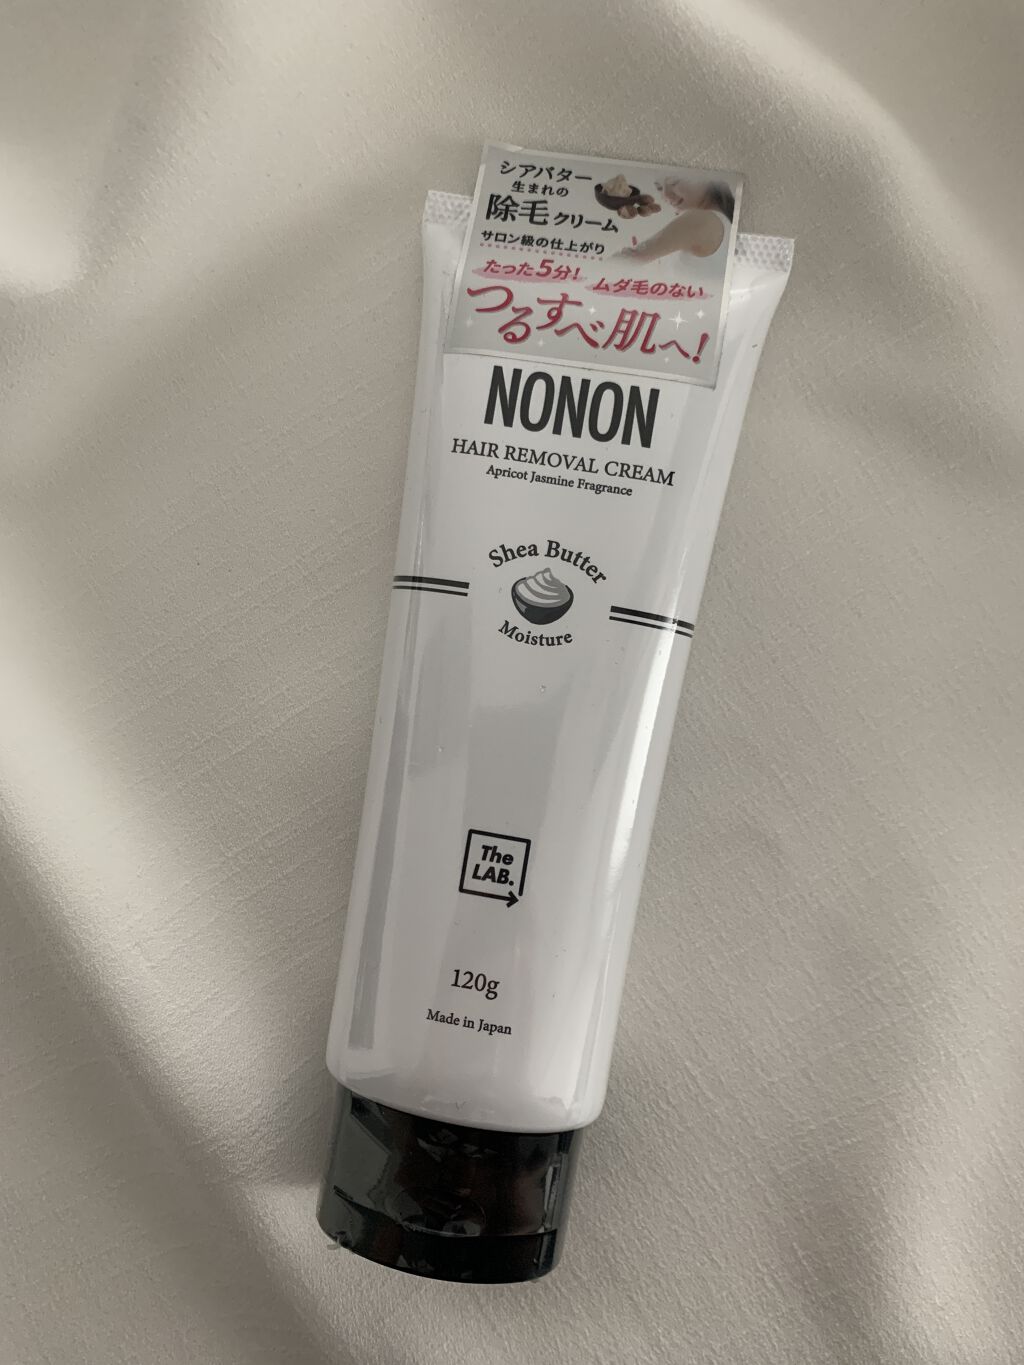 シアバター
生まれの
除毛クリーム
サロン級の仕上がり
たった5分! ムダ毛のない
つるすべ肌へ!
NONON
HAIR REMOVAL CREAM
Apricot Jasmine Fragrance
Shea Butter
Moisture
The
LAB.
120g
Made in Japan